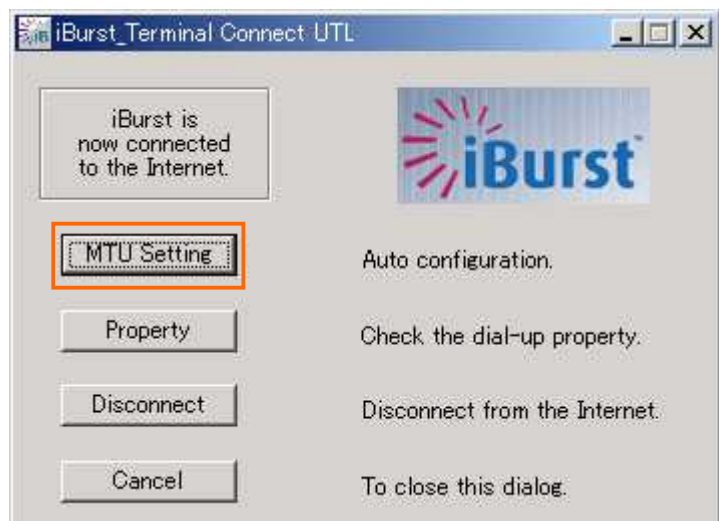 iBurst_Terminal Connect UTL
iBurst is
now connected
to the Internet.
iBurst
MTU Setting
Auto configuration.
Property
Check the dial-up property.
Disconnect
Disconnect from the Internet.
Cancel
To close this dialog.